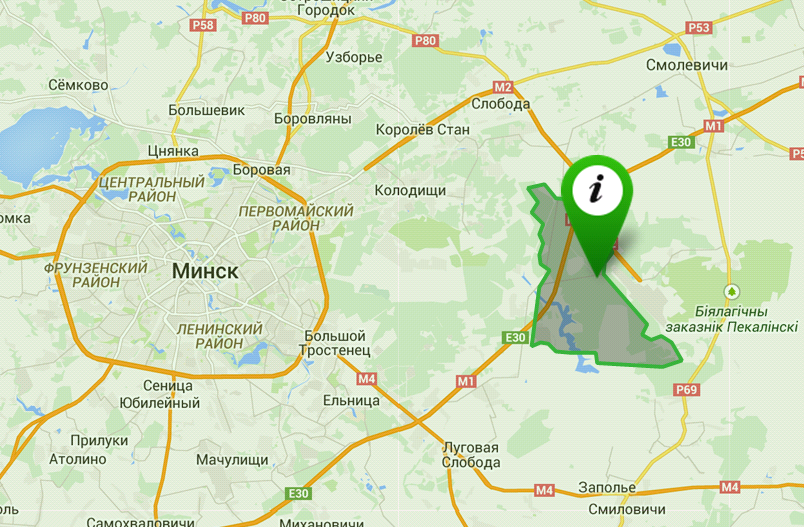 Острошицкий
Городок
P80
P58
P80
P53
Узборье
Смолевичи
Сёмково
M2
Слобода
Большевик
Боровляны
Королёв Стан
M1
E30
Цнянка
Боровая
ЦЕНТРАЛЬНЫЙ
РАЙОН
Колодищи
i
ПЕРВОМАЙСКИЙ
РАЙОН
ФРУНЗЕНСКИЙ
РАЙОН
Минск
Біялагічны
заказнік Пекалінскі
ЛЕНИНСКИЙ
РАЙОН
Большой
Тростенец
E30
M4
M1
P69
Сеница
Юбилейный
Ельница
Прилуки
Атолино
Мачулищи
Луговая
Слобода
E30
M4
Заполье
M4
Смиловичи
Самохваловичи
Михановичи